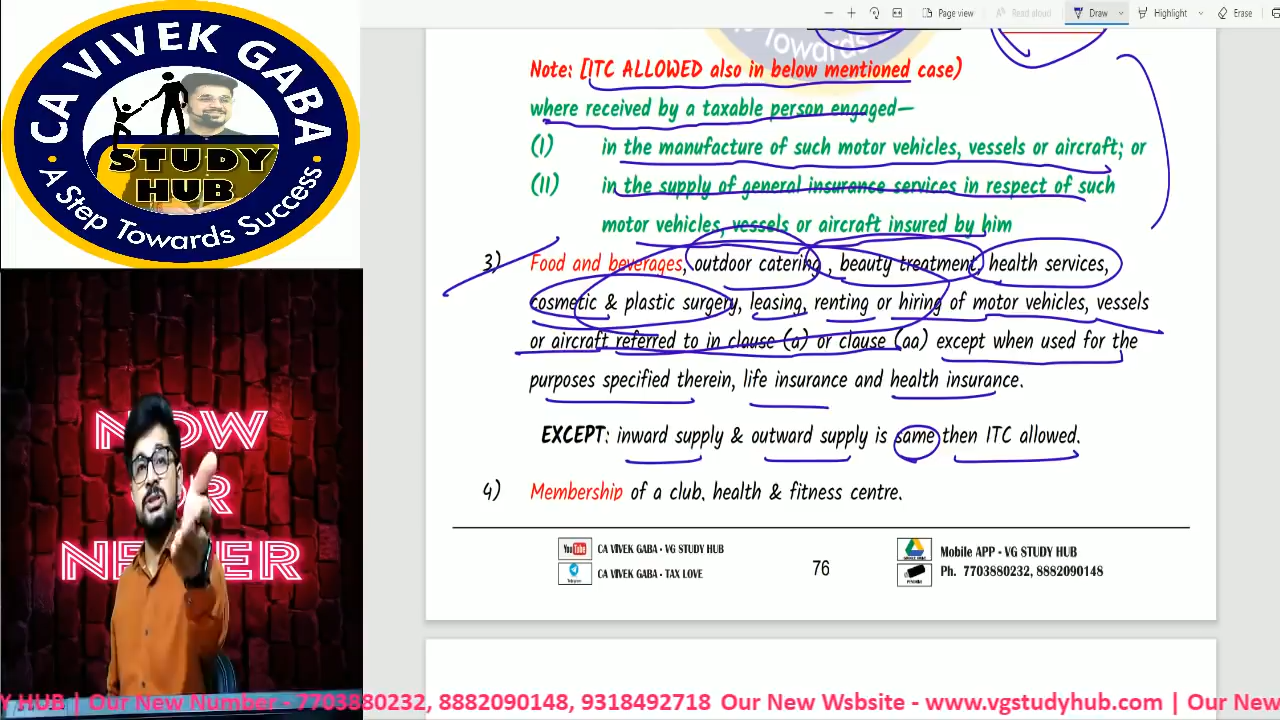 CA VIVEK GABA
STUDY
HUB
• A Step Towards Success •
NOW
OR
NEVER
Page view
Read aloud
Draw
Highlight
Erase
Note: [ITC ALLOWED also in below mentioned case)
where received by a taxable person engaged—
(I) in the manufacture of such motor vehicles, vessels or aircraft; or
(II) in the supply of general insurance services in respect of such
motor vehicles, vessels or aircraft insured by him
3) Food and beverages, outdoor catering , beauty treatment, health services,
cosmetic & plastic surgery, leasing, renting or hiring of motor vehicles, vessels
or aircraft referred to in clause (a) or clause (aa) except when used for the
purposes specified therein, life insurance and health insurance.
EXCEPT: inward supply & outward supply is same then ITC allowed.
4) Membership of a club, health & fitness centre.
YouTube CA VIVEK GABA - VG STUDY HUB
Telegram CA VIVEK GABA - TAX LOVE
76
Mobile APP - VG STUDY HUB
Ph. 7703880232, 8882090148
Y HUB | Our New Number - 7703880232, 8882090148, 9318492718 Our New Wsbsite - www.vgstudyhub.com | Our New